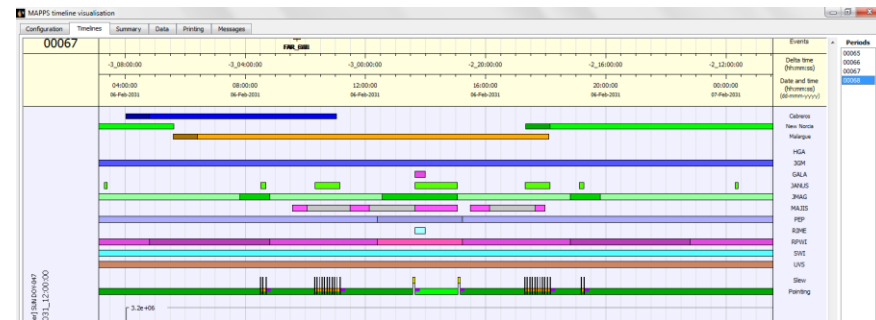 MAPPS timeline visualisation
Configuration Timelines Summary Data Printing Messages
00067
Events
Periods
00065
00066
00067
00068
-3_08:00:00 -3_04:00:00 -3_00:00:00 -2_20:00:00 -2_16:00:00 -2_12:00:00
Delta time
(hh:mm:ss)
04:00:00 08:00:00 12:00:00 16:00:00 20:00:00 00:00:00
Date and time
(hh:mm:ss)
06-Feb-2031 06-Feb-2031 06-Feb-2031 06-Feb-2031 06-Feb-2031 07-Feb-2031
(dd-mmm-yyyy)
Cebreros
New Norcia
Malargue
HGA
3GM
GALA
JANUS
JMAG
MAJIS
PEP
RIME
RPWI
SWI
UVS
Slew
Pointing
3.2e+06
031_12:00:00